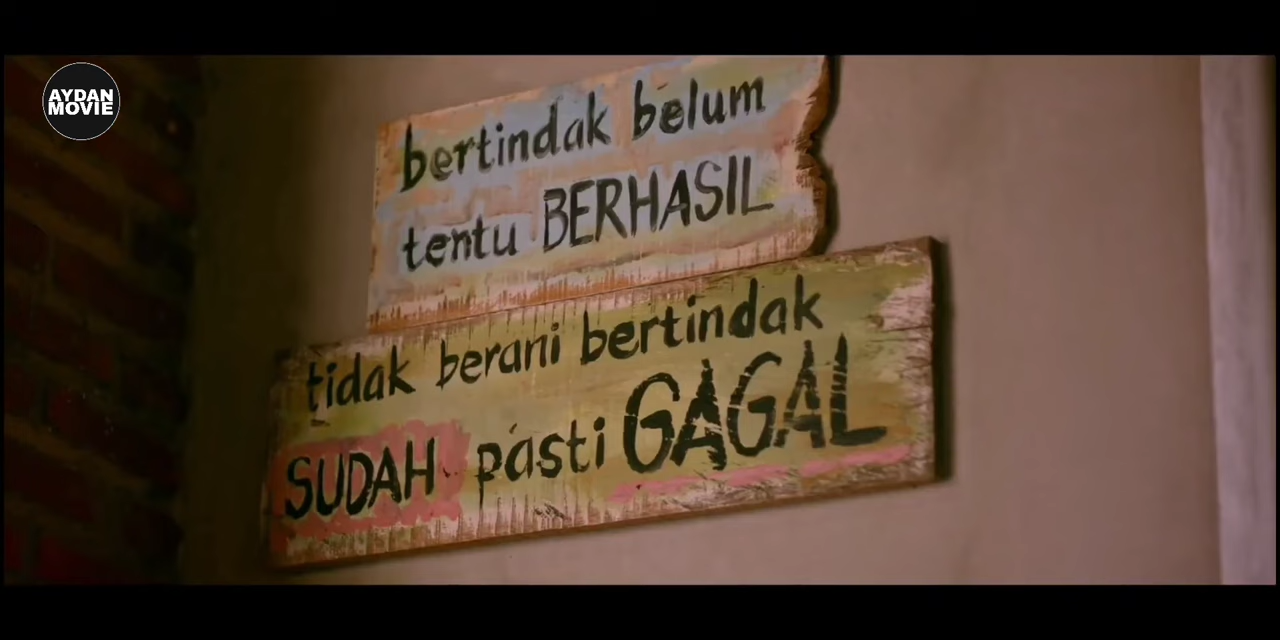 AYDAN
MOVIE
bertindak belum
tentu BERHASIL
tidak berani bertindak
SUDAH pasti GAGAL